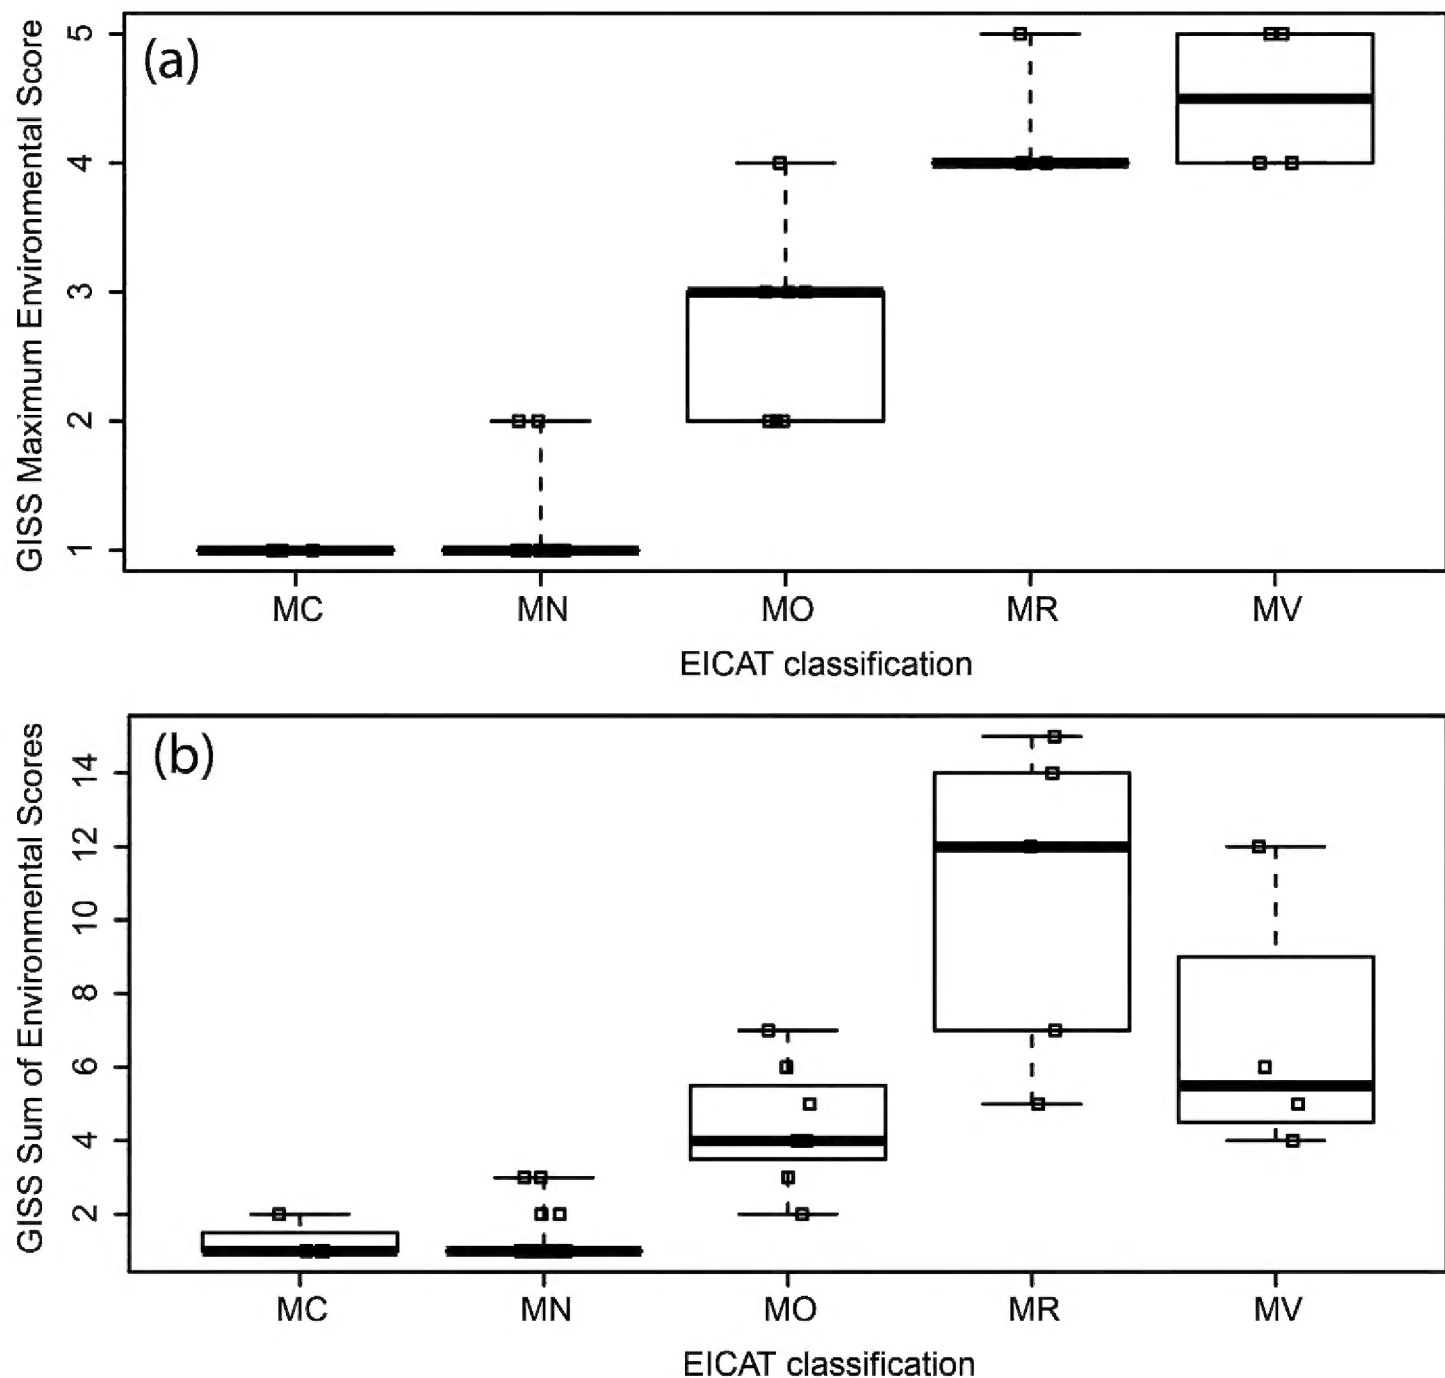 (a)
GISS Maximum Environmental Score
5
4
3
2
1
MC MN MO MR MV
EICAT classification
(b)
GISS Sum of Environmental Scores
14
12
10
8
6
4
2
MC MN MO MR MV
EICAT classification